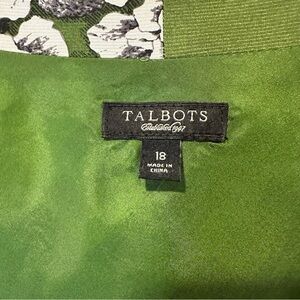 TALBOTS
Established 1947
18
MADE IN
CHINA